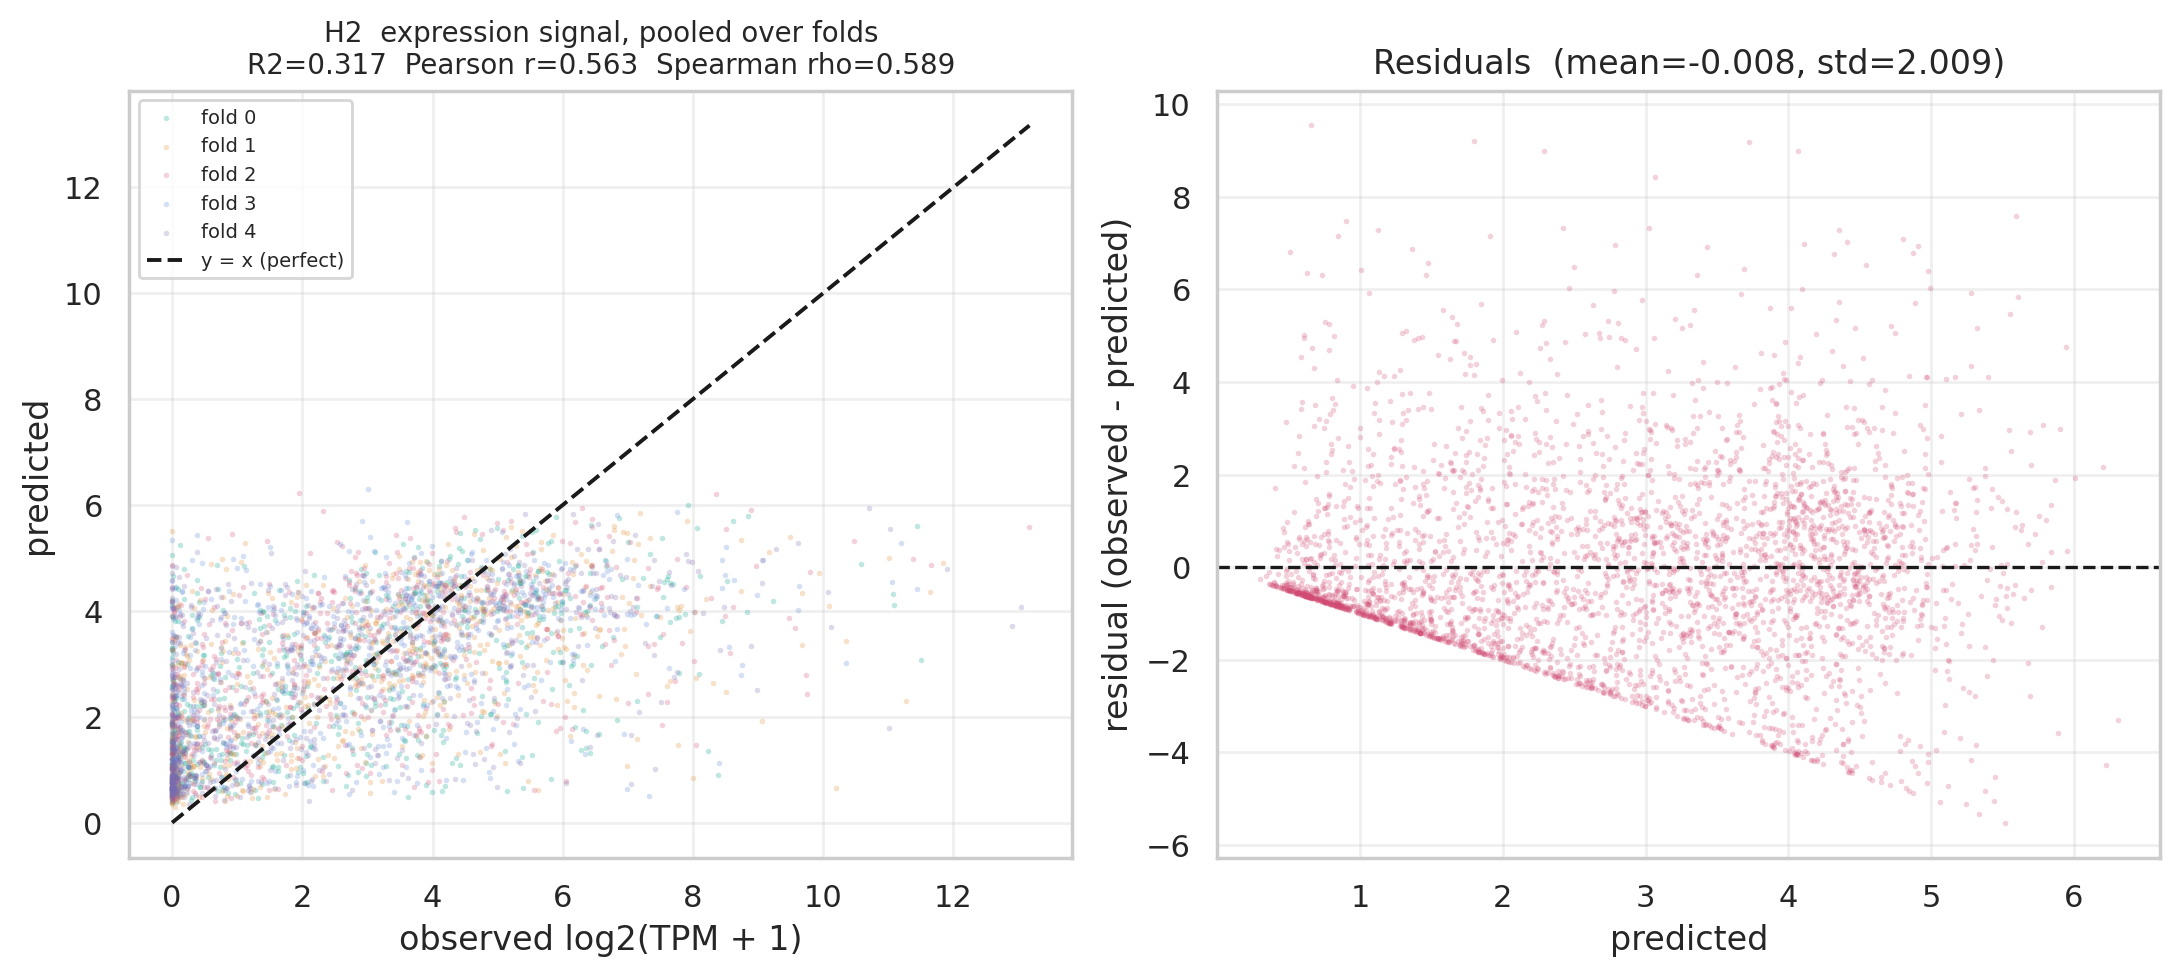 H2  expression signal, pooled over folds
R2=0.317  Pearson r=0.563  Spearman rho=0.589
fold 0
fold 1
fold 2
fold 3
fold 4
y = x (perfect)
predicted
12
10
8
6
4
2
0
0 2 4 6 8 10 12
observed log2(TPM + 1)
Residuals  (mean=-0.008, std=2.009)
residual (observed - predicted)
10
8
6
4
2
0
−2
−4
−6
1 2 3 4 5 6
predicted